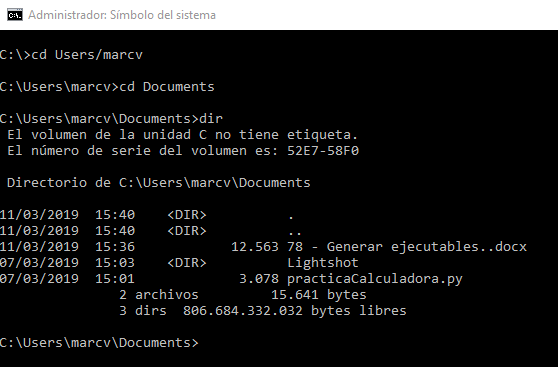 Administrador: Símbolo del sistema
C:\>cd Users/marcv
C:\Users\marcv>cd Documents
C:\Users\marcv\Documents>dir
El volumen de la unidad C no tiene etiqueta.
El número de serie del volumen es: 52E7-58F0
Directorio de C:\Users\marcv\Documents
11/03/2019  15:40    <DIR>          .
11/03/2019  15:40    <DIR>          ..
11/03/2019  15:36            12.563 78 - Generar ejecutables..docx
07/03/2019  15:03    <DIR>          Lightshot
07/03/2019  15:01             3.078 practicaCalculadora.py
2 archivos         15.641 bytes
3 dirs  806.684.332.032 bytes libres
C:\Users\marcv\Documents>